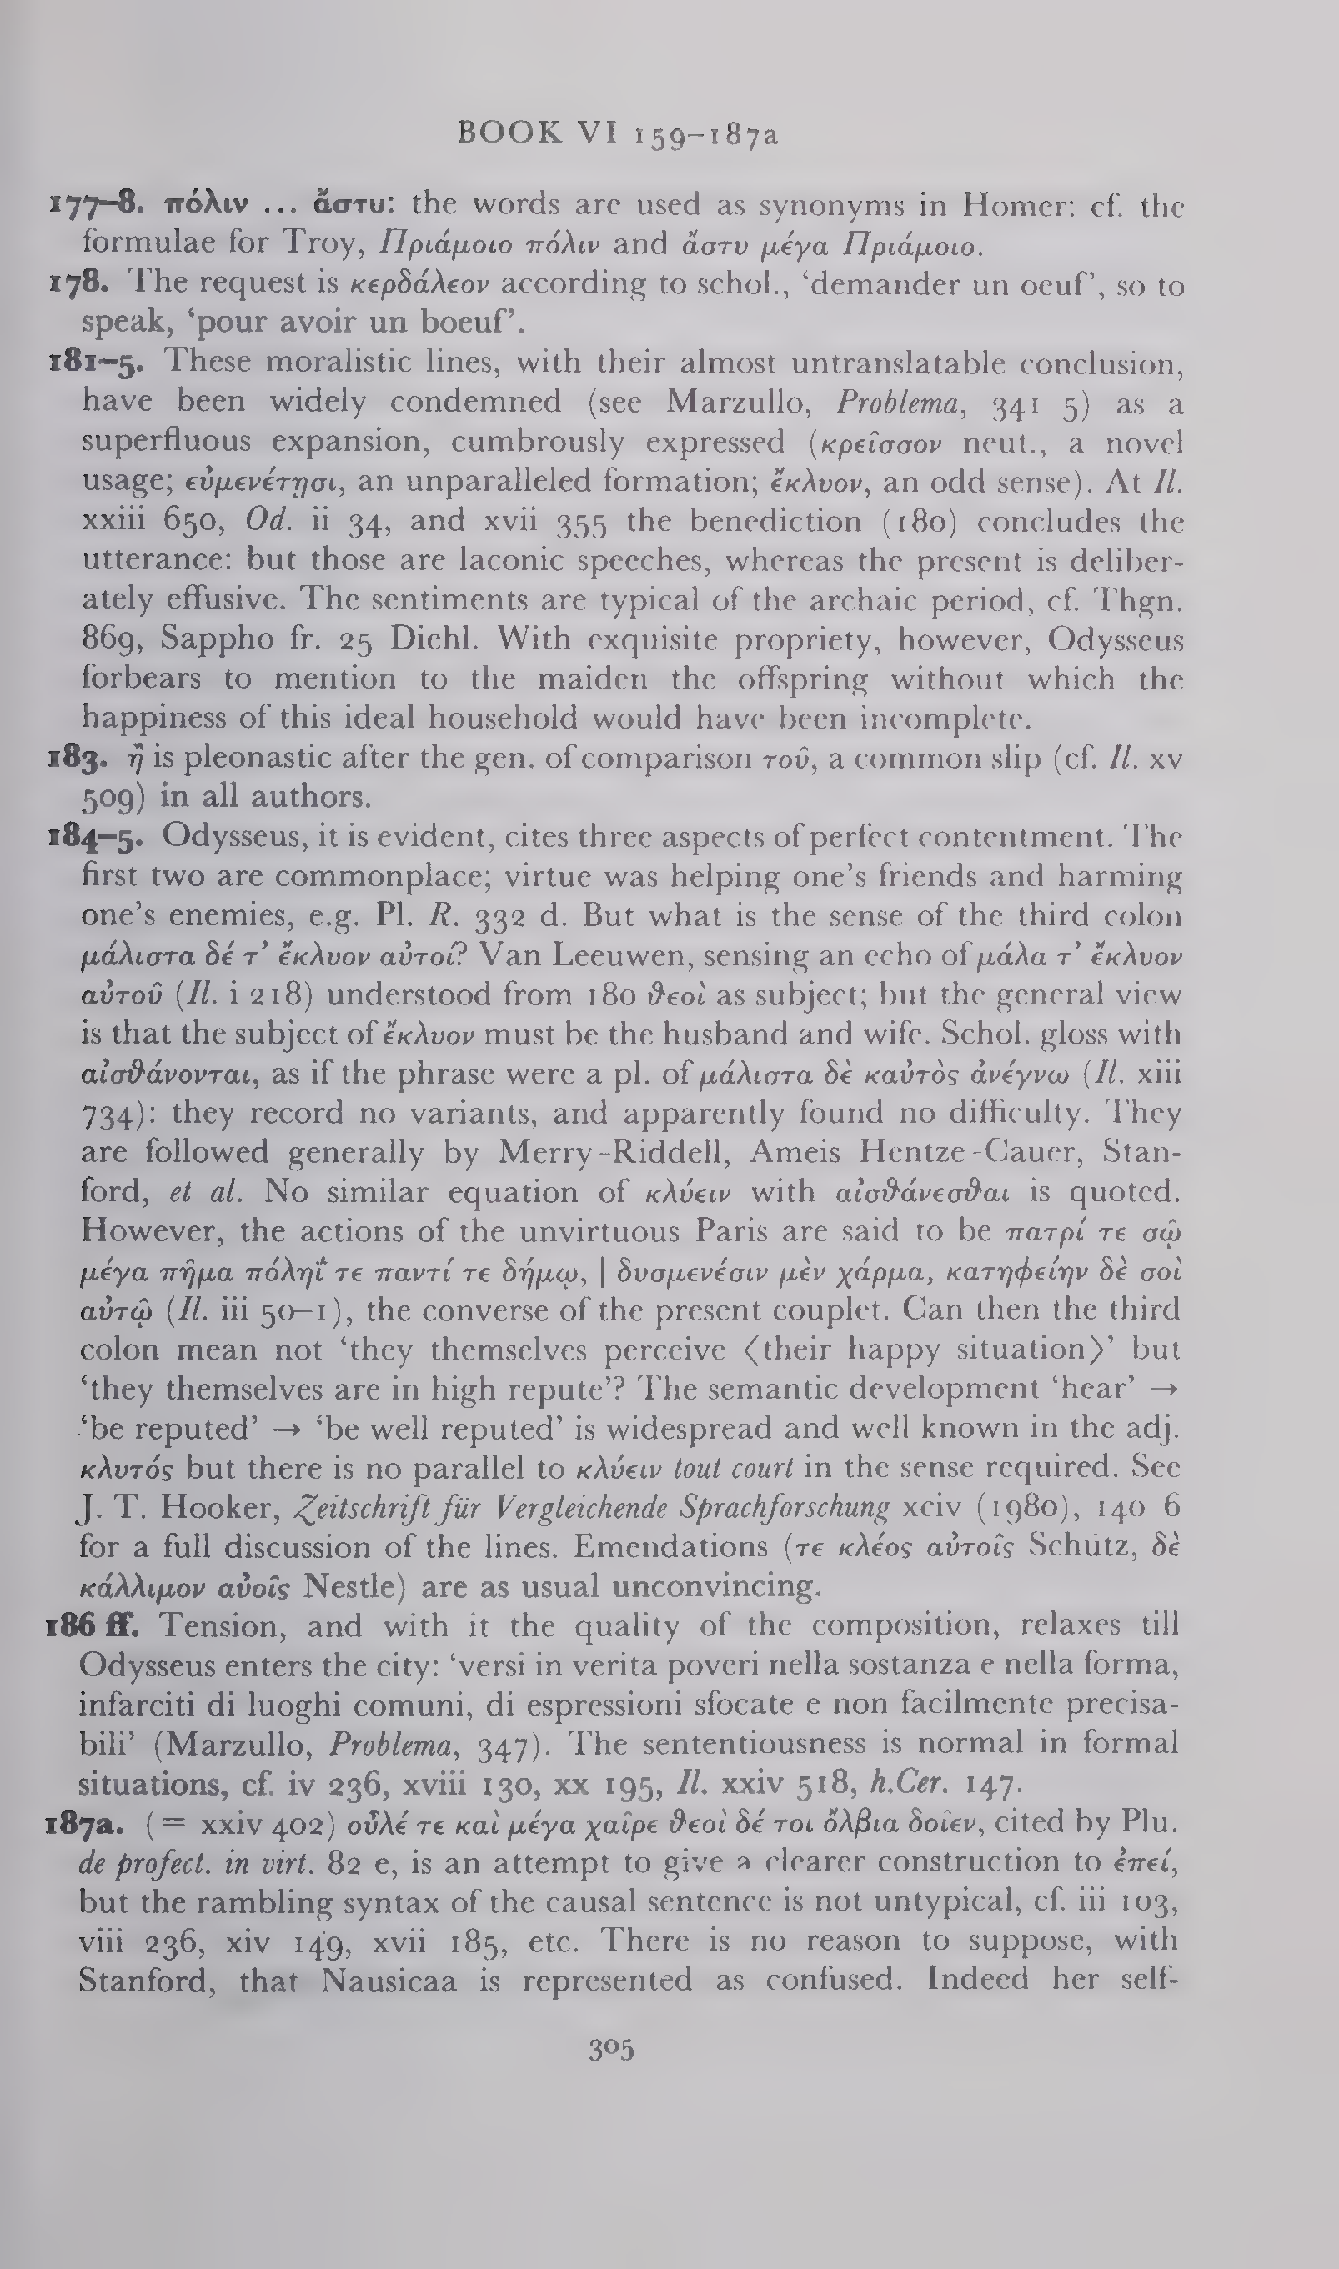 BOOK VI 159–187a
177–8. πόλιν ... ἄστυ: the words are used as synonyms in Homer: cf. the
formulae for Troy, Πριάμοιο πόλιν and ἄστυ μέγα Πριάμοιο.
178. The request is κερδάλεον according to schol., ‘demander un oeuf’, so to
speak, ‘pour avoir un boeuf’.
181–5. These moralistic lines, with their almost untranslatable conclusion,
have been widely condemned (see Marzullo, Problema, 341 5) as a
superfluous expansion, cumbrously expressed (κρεῖσσον neut., a novel
usage; εὐμενέτῃσι, an unparalleled formation; ἔκλυον, an odd sense). At Il.
xxiii 650, Od. ii 34, and xvii 355 the benediction (180) concludes the
utterance: but those are laconic speeches, whereas the present is deliber-
ately effusive. The sentiments are typical of the archaic period, cf. Thgn.
869, Sappho fr. 25 Diehl. With exquisite propriety, however, Odysseus
forbears to mention to the maiden the offspring without which the
happiness of this ideal household would have been incomplete.
183. ἤ is pleonastic after the gen. of comparison τοῦ, a common slip (cf. Il. xv
509) in all authors.
184–5. Odysseus, it is evident, cites three aspects of perfect contentment. The
first two are commonplace; virtue was helping one’s friends and harming
one’s enemies, e.g. Pl. R. 332 d. But what is the sense of the third colon
μάλιστα δέ τ’ ἔκλυον αὐτοί? Van Leeuwen, sensing an echo of μάλα τ’ ἔκλυον
αὐτοῦ (Il. i 218) understood from 180 ϑεοὶ as subject; but the general view
is that the subject of ἔκλυον must be the husband and wife. Schol. gloss with
αἰσϑάνονται, as if the phrase were a pl. of μάλιστα δὲ καὐτὸς ἀνέγνω (Il. xiii
734): they record no variants, and apparently found no difficulty. They
are followed generally by Merry-Riddell, Ameis Hentze-Cauer, Stan-
ford, et al. No similar equation of κλύειν with αἰσϑάνεσϑαι is quoted.
However, the actions of the unvirtuous Paris are said to be πατρί τε σῷ
μέγα πῆμα πόληΐ τε παντί τε δήμῳ, | δυσμενέσιν μὲν χάρμα, κατηφείην δὲ σοὶ
αὐτῷ (Il. iii 50–1), the converse of the present couplet. Can then the third
colon mean not ‘they themselves perceive ⟨their happy situation⟩’ but
‘they themselves are in high repute’? The semantic development ‘hear’ →
‘be reputed’ → ‘be well reputed’ is widespread and well known in the adj.
κλυτός but there is no parallel to κλύειν tout court in the sense required. See
J. T. Hooker, Zeitschrift für Vergleichende Sprachforschung xciv (1980), 140 6
for a full discussion of the lines. Emendations (τε κλέος αὐτοῖς Schütz, δὲ
κάλλιμον αὐοῖς Nestle) are as usual unconvincing.
186 ff. Tension, and with it the quality of the composition, relaxes till
Odysseus enters the city: ‘versi in verita poveri nella sostanza e nella forma,
infarciti di luoghi comuni, di espressioni sfocate e non facilmente precisa-
bili’ (Marzullo, Problema, 347). The sententiousness is normal in formal
situations, cf. iv 236, xviii 130, xx 195, Il. xxiv 518, h.Cer. 147.
187a. (= xxiv 402) οὖλέ τε καὶ μέγα χαῖρε ϑεοὶ δέ τοι ὄλβια δοῖεν, cited by Plu.
de profect. in virt. 82 e, is an attempt to give a clearer construction to ἐπεί,
but the rambling syntax of the causal sentence is not untypical, cf. iii 103,
viii 236, xiv 149, xvii 185, etc. There is no reason to suppose, with
Stanford, that Nausicaa is represented as confused. Indeed her self-
305